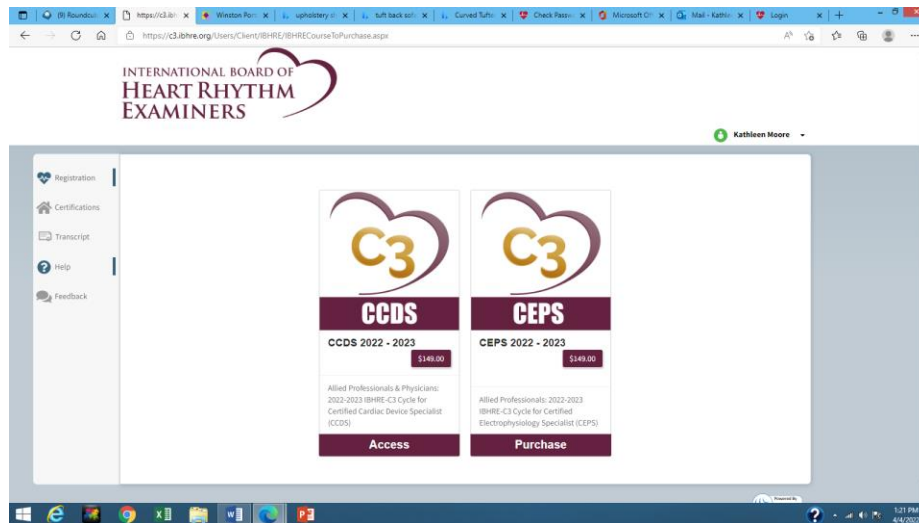 (9) Roundcub
https://c3.ibh
Winston Por
upholstery ch
tuft back sofa
Curved Tufte
Check Passw
Microsoft Of
Mail - Kathle
Login
https://c3.ibhre.org/Users/Client/IBHRE/IBHRECourseToPurchase.aspx
INTERNATIONAL BOARD OF
HEART RHYTHM
EXAMINERS
Kathleen Moore
Registration
Certifications
Transcript
Help
Feedback
C3
CCDS
CCDS 2022 - 2023
$149.00
Allied Professionals & Physicians:
2022-2023 IBHRE-C3 Cycle for
Certified Cardiac Device Specialist
(CCDS)
Access
C3
CEPS
CEPS 2022 - 2023
$149.00
Allied Professionals: 2022-2023
IBHRE-C3 Cycle for Certified
Electrophysiology Specialist (CEPS)
Purchase
Powered By
1:21 PM